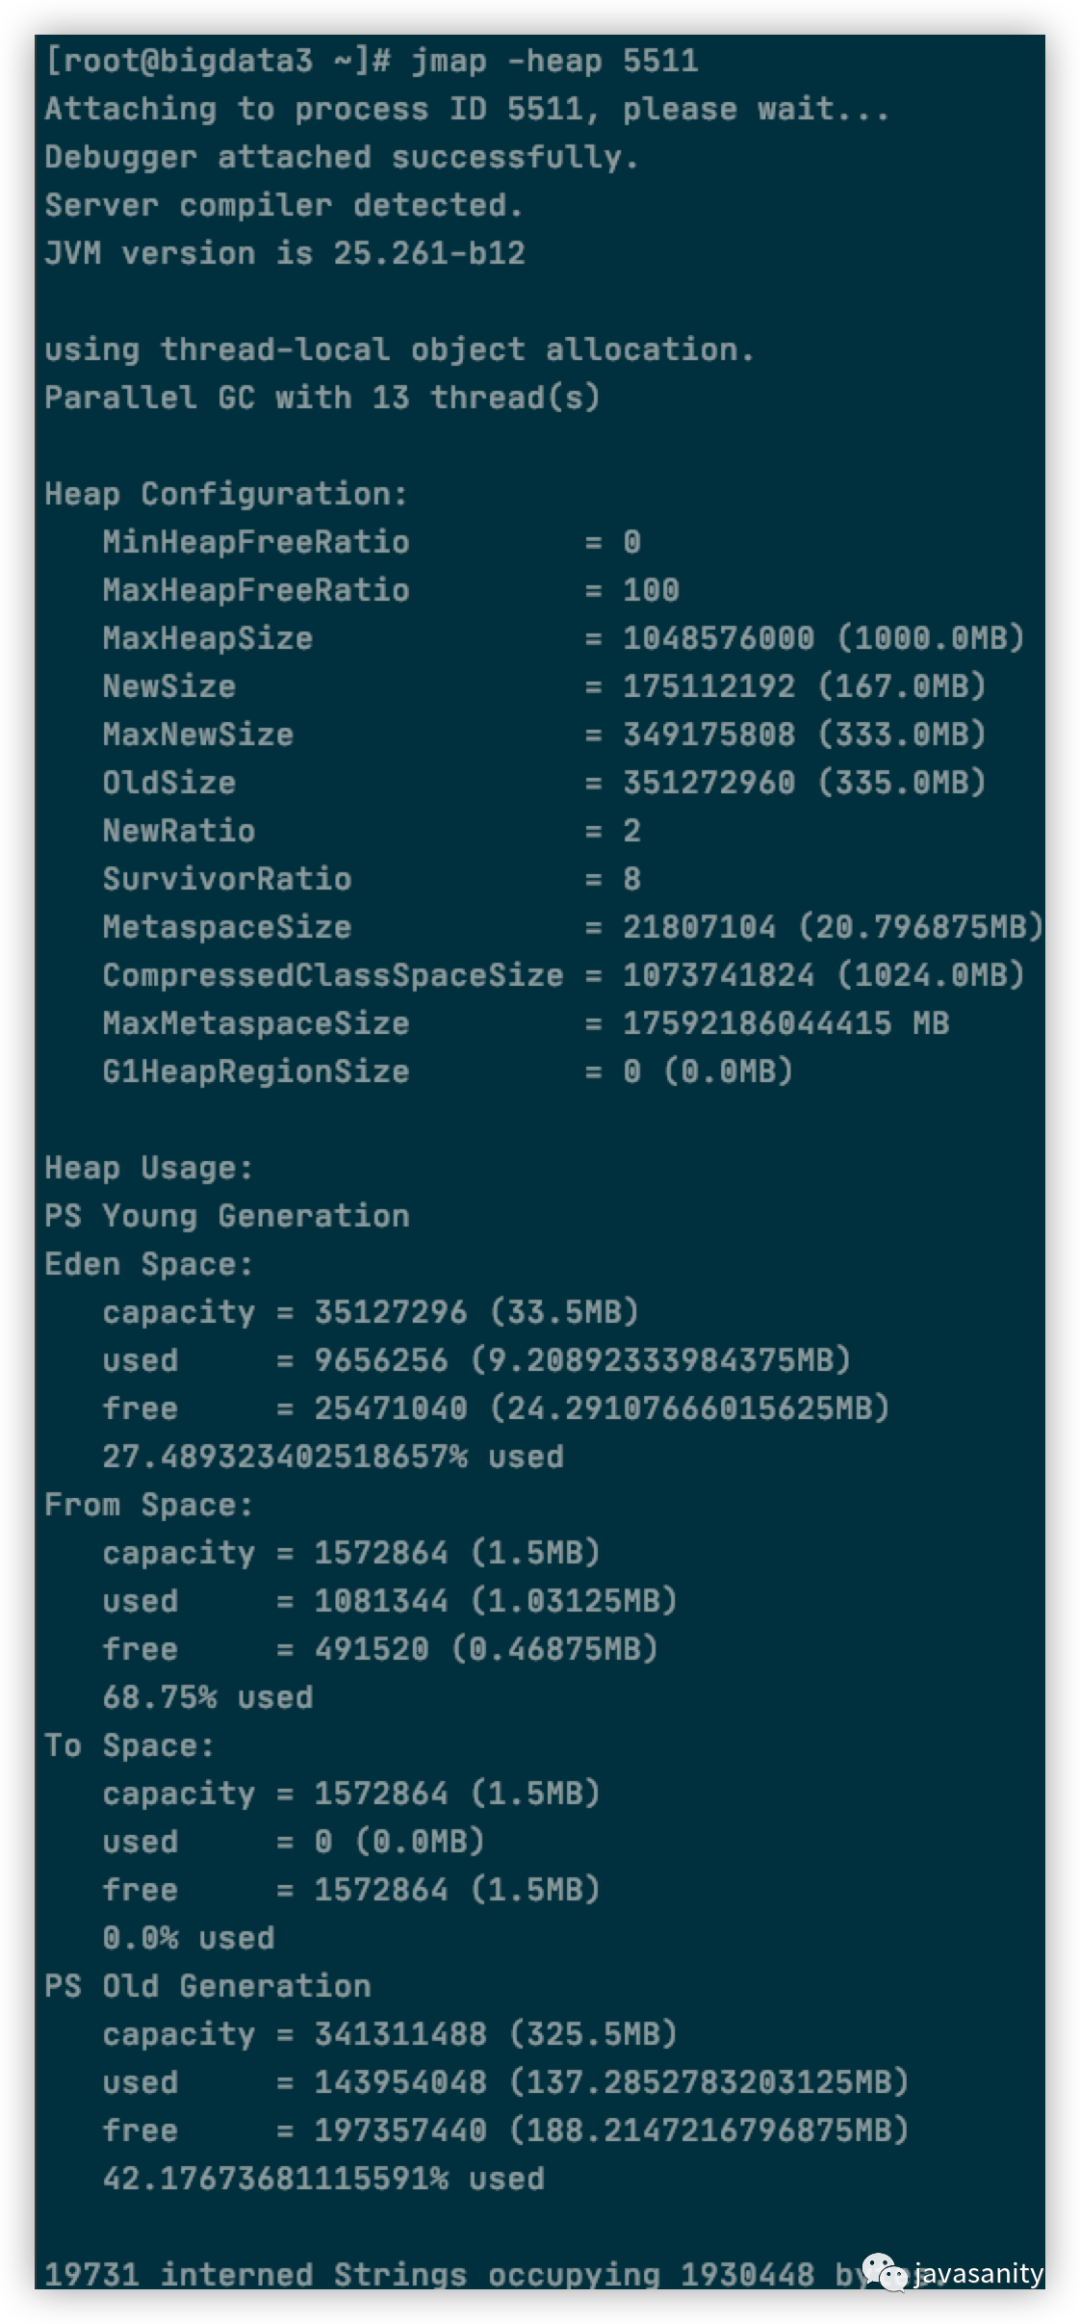 [root@bigdata3 ~]# jmap -heap 5511
Attaching to process ID 5511, please wait...
Debugger attached successfully.
Server compiler detected.
JVM version is 25.261-b12
using thread-local object allocation.
Parallel GC with 13 thread(s)
Heap Configuration:
MinHeapFreeRatio = 0
MaxHeapFreeRatio = 100
MaxHeapSize = 1048576000 (1000.0MB)
NewSize = 175112192 (167.0MB)
MaxNewSize = 349175808 (333.0MB)
OldSize = 351272960 (335.0MB)
NewRatio = 2
SurvivorRatio = 8
MetaspaceSize = 21807104 (20.796875MB)
CompressedClassSpaceSize = 1073741824 (1024.0MB)
MaxMetaspaceSize = 17592186044415 MB
G1HeapRegionSize = 0 (0.0MB)
Heap Usage:
PS Young Generation
Eden Space:
capacity = 35127296 (33.5MB)
used = 9656256 (9.20892333984375MB)
free = 25471040 (24.29107666015625MB)
27.489323402518657% used
From Space:
capacity = 1572864 (1.5MB)
used = 1081344 (1.03125MB)
free = 491520 (0.46875MB)
68.75% used
To Space:
capacity = 1572864 (1.5MB)
used = 0 (0.0MB)
free = 1572864 (1.5MB)
0.0% used
PS Old Generation
capacity = 341311488 (325.5MB)
used = 143954048 (137.2852783203125MB)
free = 197357440 (188.2147216796875MB)
42.17673681115591% used
19731 interned Strings occupying 1930448
javasanity